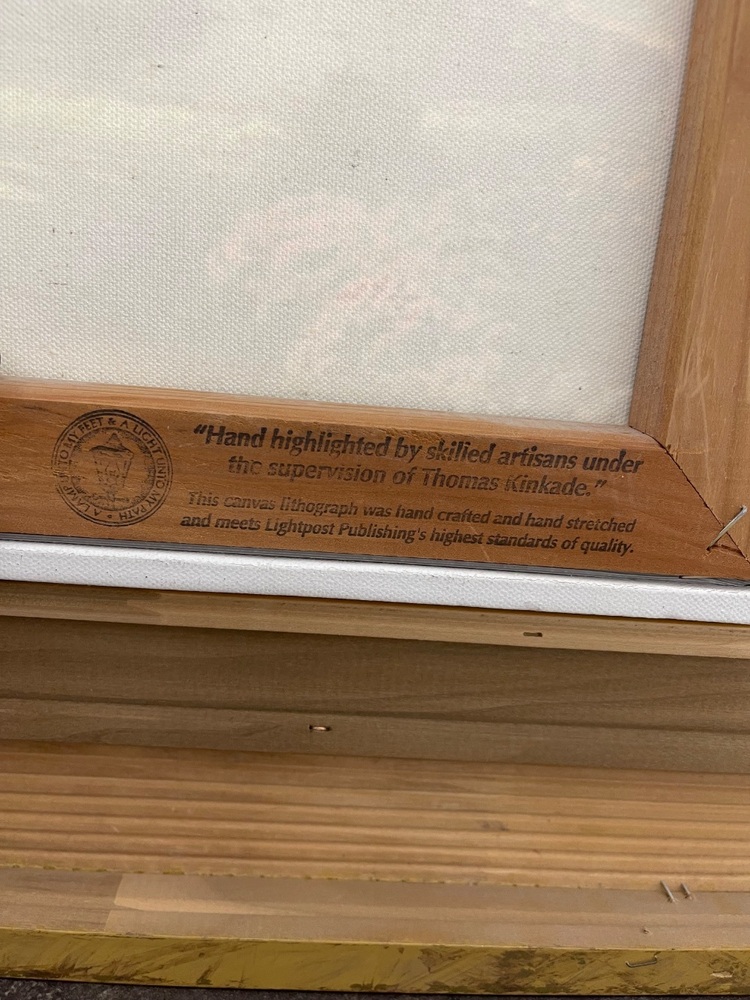 A LAMP UNTO MY FEET & A LIGHT UNTO MY PATH
“Hand highlighted by skilled artisans under
the supervision of Thomas Kinkade.”
This canvas lithograph was hand crafted and hand stretched
and meets Lightpost Publishing's highest standards of quality.